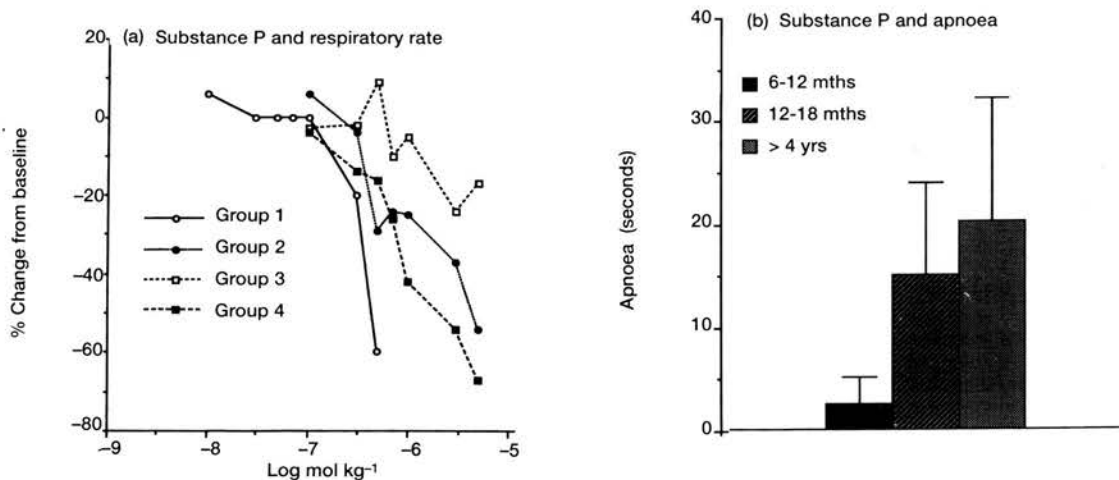 (a) Substance P and respiratory rate
% Change from baseline
20
0
−20
−40
−60
−80
Group 1
Group 2
Group 3
Group 4
−9
−8
−7
−6
−5
Log mol kg⁻¹
(b) Substance P and apnoea
Apnoea (seconds)
40
30
20
10
0
6-12 mths
12-18 mths
> 4 yrs